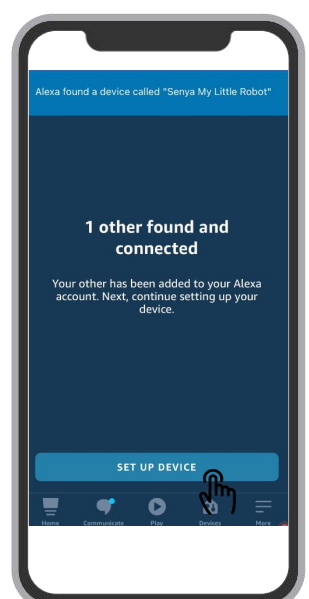 Alexa found a device called "Senya My Little Robot"
1 other found and
connected
Your other has been added to your Alexa
account. Next, continue setting up your
device.
SET UP DEVICE
Home Communicate Play Devices More